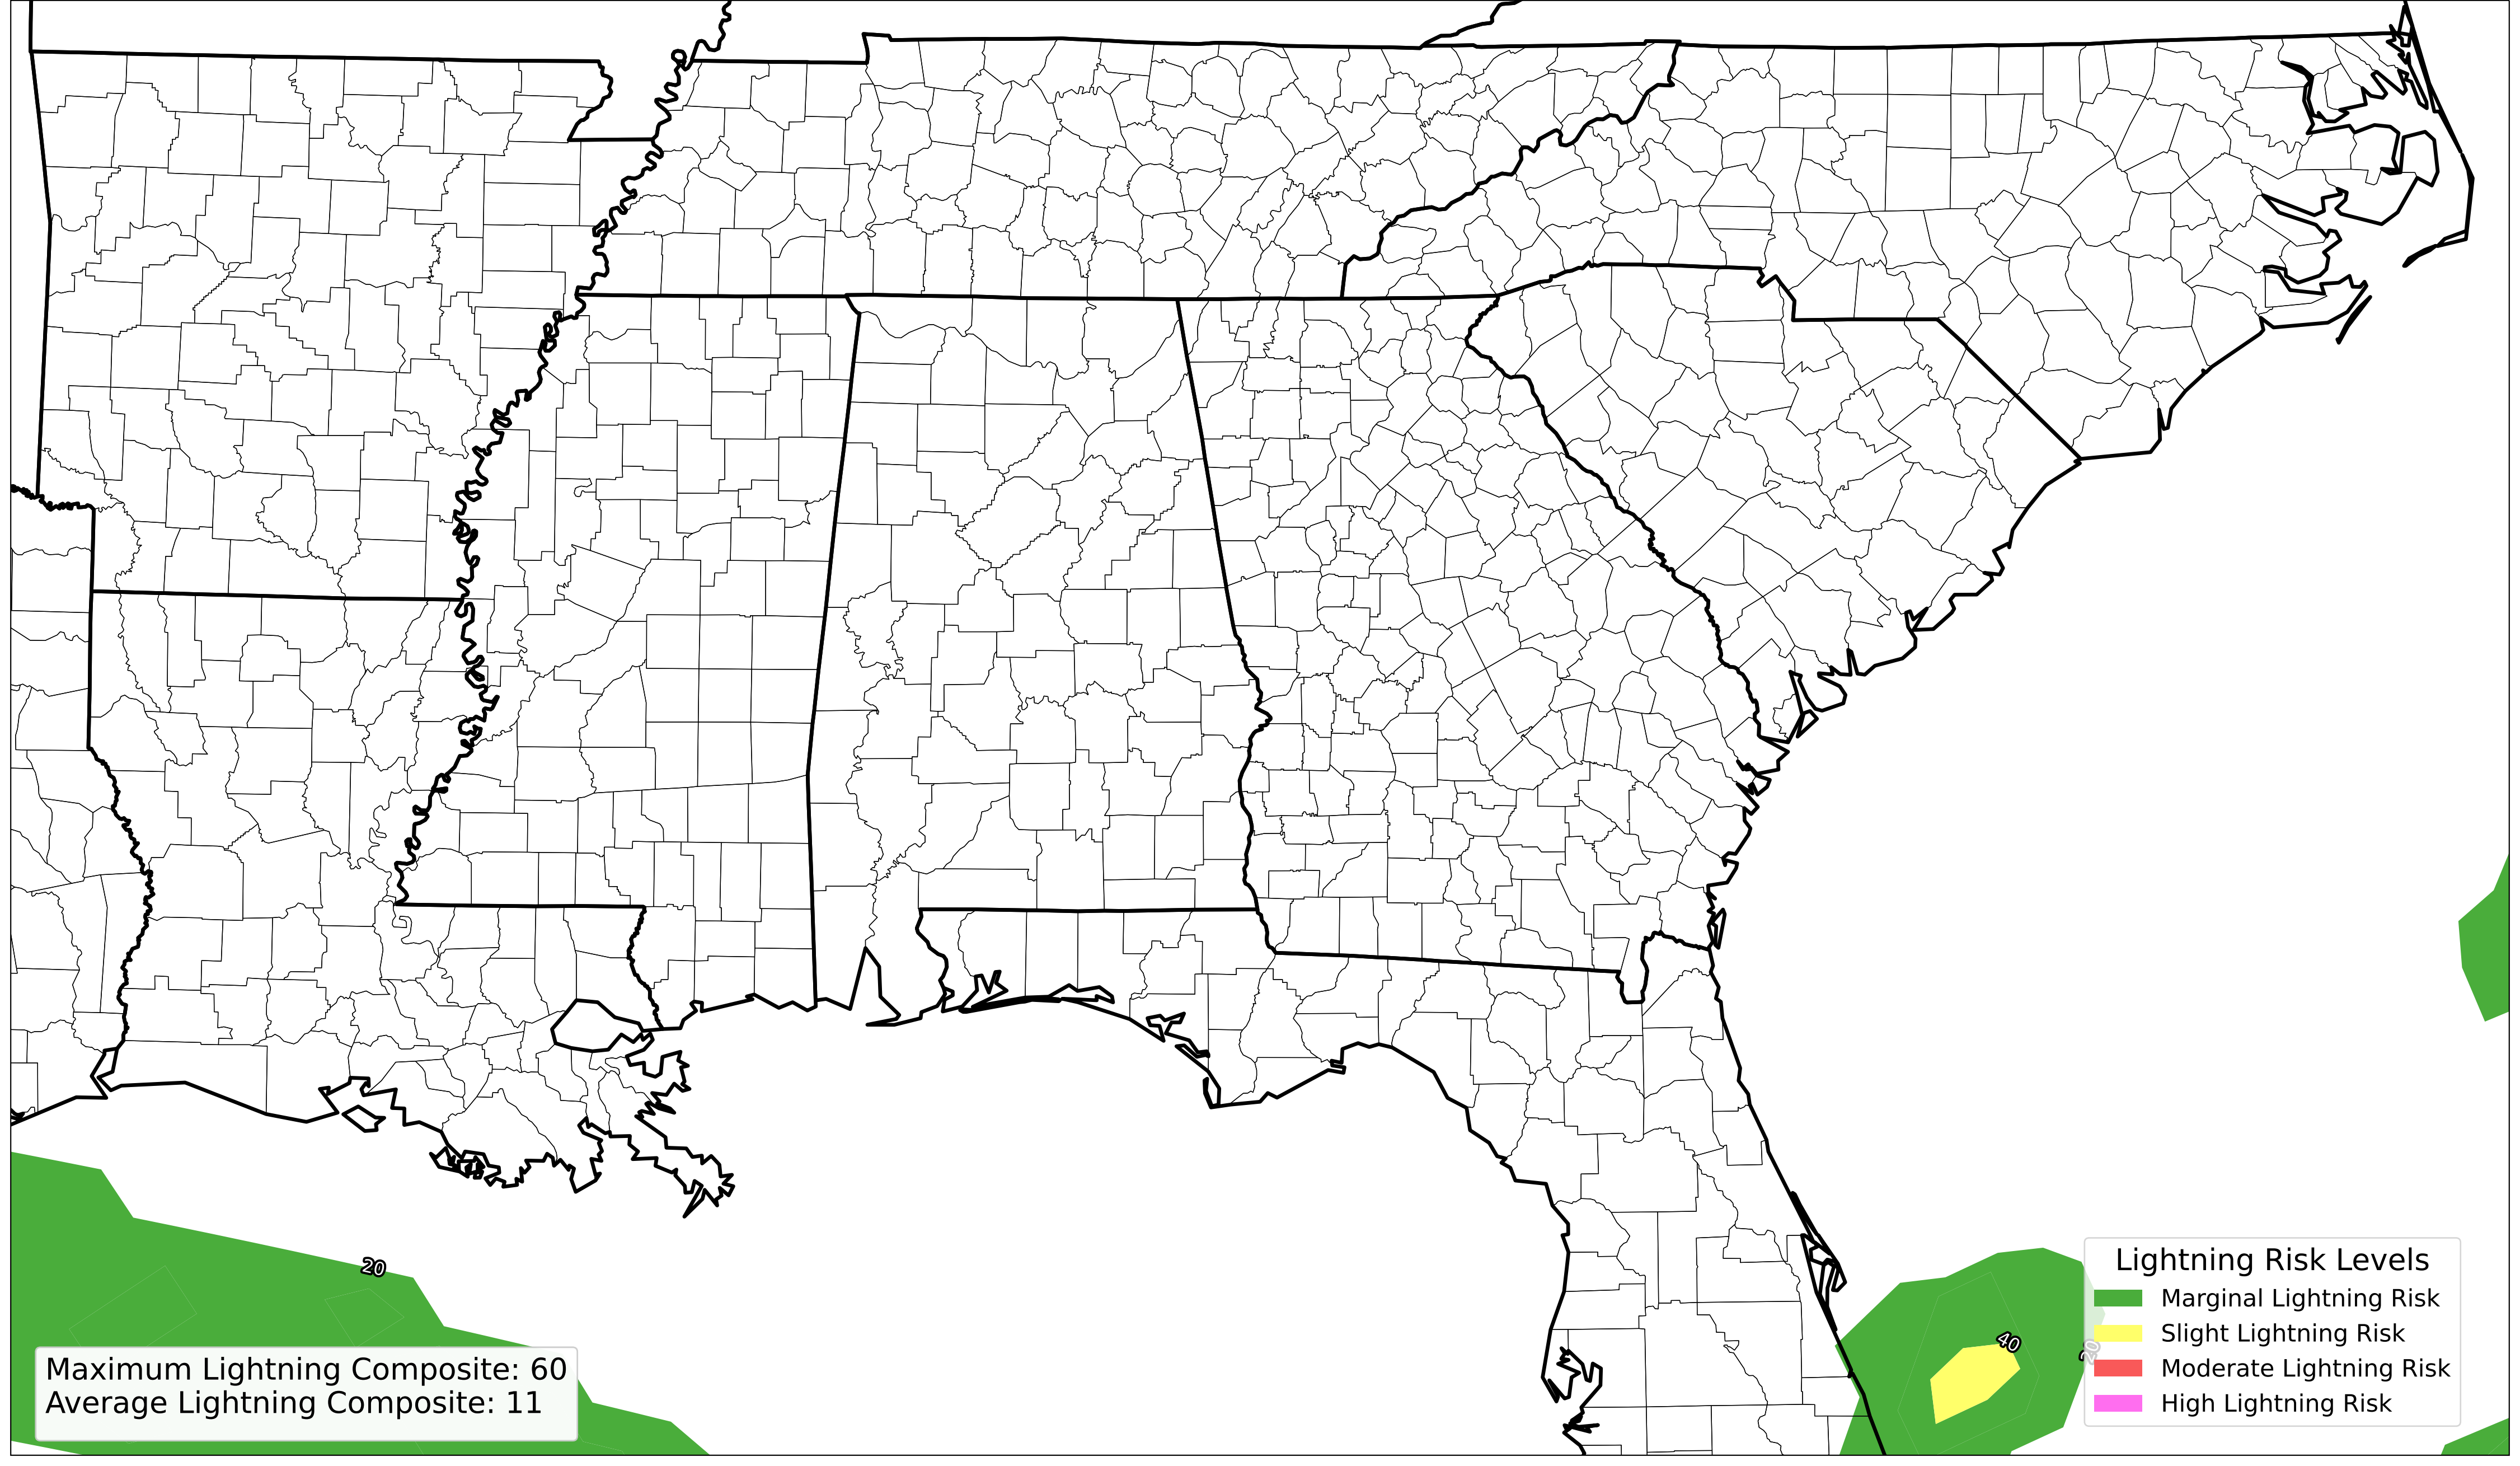 20
40
20
Lightning Risk Levels
Marginal Lightning Risk
Slight Lightning Risk
Moderate Lightning Risk
High Lightning Risk
Maximum Lightning Composite: 60
Average Lightning Composite: 11